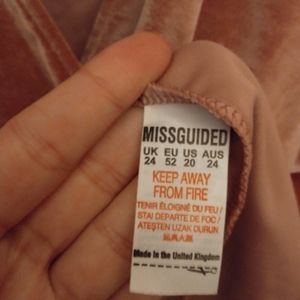 MISSGUIDED
UK EU US AUS
24 52 20 24
KEEP AWAY
FROM FIRE
TENIR ÉLOIGNÉ DU FEU /
STAI DEPARTE DE FOC /
ATEŞTEN UZAK DURUN
Made in the United Kingdom